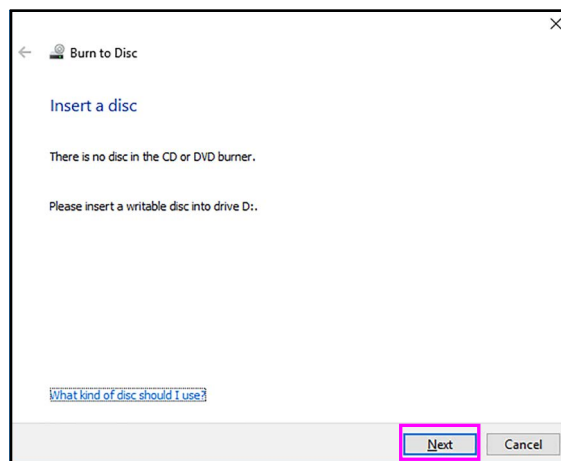 Burn to Disc
Insert a disc
There is no disc in the CD or DVD burner.
Please insert a writable disc into drive D:.
What kind of disc should I use?
Next
Cancel